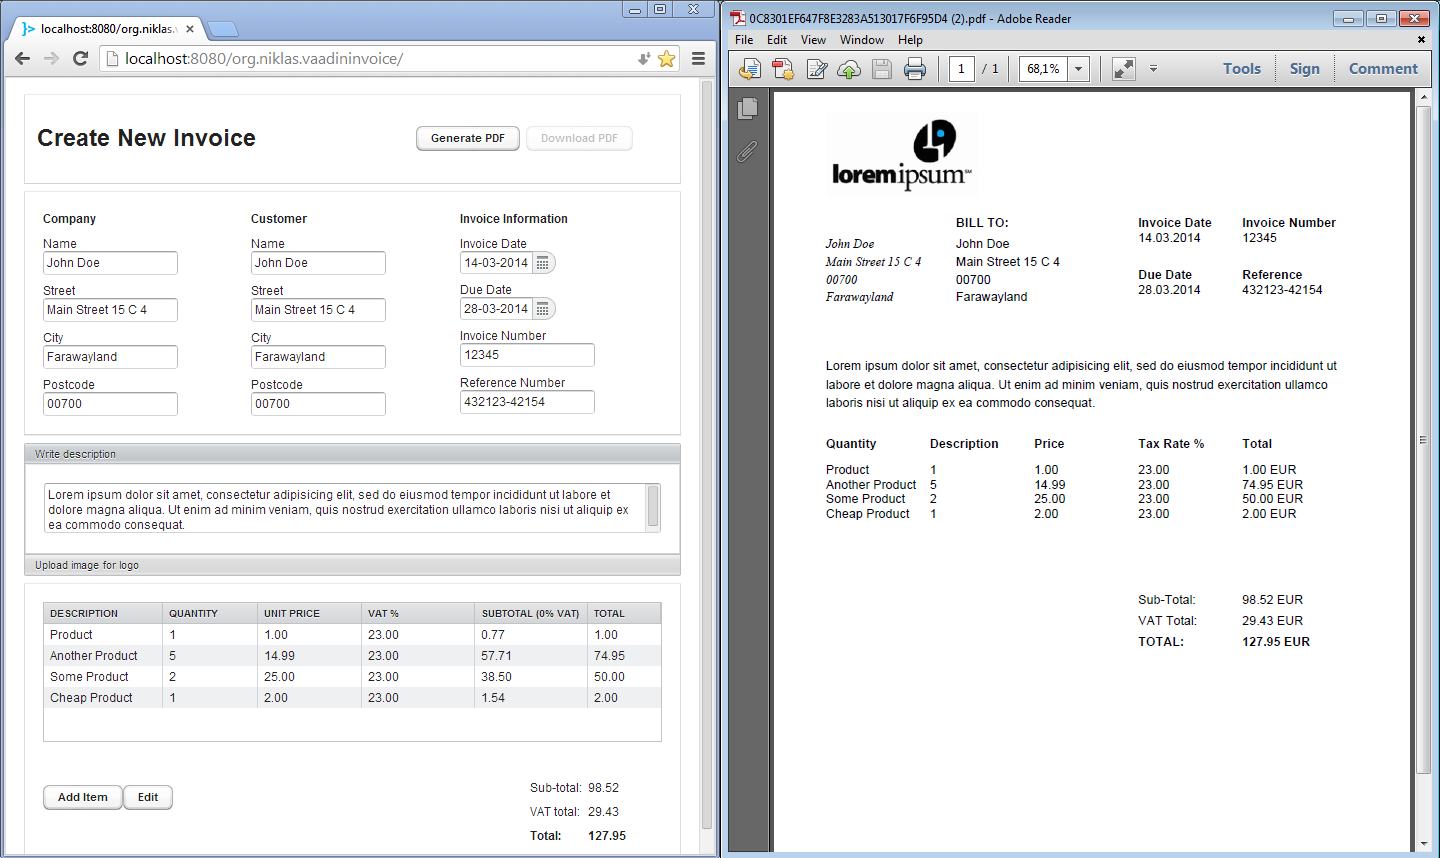 localhost:8080/org.niklas.v
localhost:8080/org.niklas.vaadininvoice/
Create New Invoice
Generate PDF Download PDF
Company Customer Invoice Information
Name Name Invoice Date
John Doe John Doe 14-03-2014
Street Street Due Date
Main Street 15 C 4 Main Street 15 C 4 28-03-2014
City City Invoice Number
Farawayland Farawayland 12345
Postcode Postcode Reference Number
00700 00700 432123-42154
Write description
Lorem ipsum dolor sit amet, consectetur adipisicing elit, sed do eiusmod tempor incididunt ut labore et
dolore magna aliqua. Ut enim ad minim veniam, quis nostrud exercitation ullamco laboris nisi ut aliquip ex
ea commodo consequat.
Upload image for logo
DESCRIPTION QUANTITY UNIT PRICE VAT % SUBTOTAL (0% VAT) TOTAL
Product 1 1.00 23.00 0.77 1.00
Another Product 5 14.99 23.00 57.71 74.95
Some Product 2 25.00 23.00 38.50 50.00
Cheap Product 1 2.00 23.00 1.54 2.00
Add Item Edit
Sub-total: 98.52
VAT total: 29.43
Total: 127.95
0C8301EF647F8E3283A513017F6F95D4 (2).pdf - Adobe Reader
File Edit View Window Help
1 / 1 68,1% Tools Sign Comment
loremipsum SM
BILL TO: Invoice Date Invoice Number
14.03.2014 12345
John Doe John Doe
Main Street 15 C 4 Main Street 15 C 4
00700 00700 Due Date Reference
Farawayland Farawayland 28.03.2014 432123-42154
Lorem ipsum dolor sit amet, consectetur adipisicing elit, sed do eiusmod tempor incididunt ut
labore et dolore magna aliqua. Ut enim ad minim veniam, quis nostrud exercitation ullamco
laboris nisi ut aliquip ex ea commodo consequat.
Quantity Description Price Tax Rate % Total
Product 1 1.00 23.00 1.00 EUR
Another Product 5 14.99 23.00 74.95 EUR
Some Product 2 25.00 23.00 50.00 EUR
Cheap Product 1 2.00 23.00 2.00 EUR
Sub-Total: 98.52 EUR
VAT Total: 29.43 EUR
TOTAL: 127.95 EUR